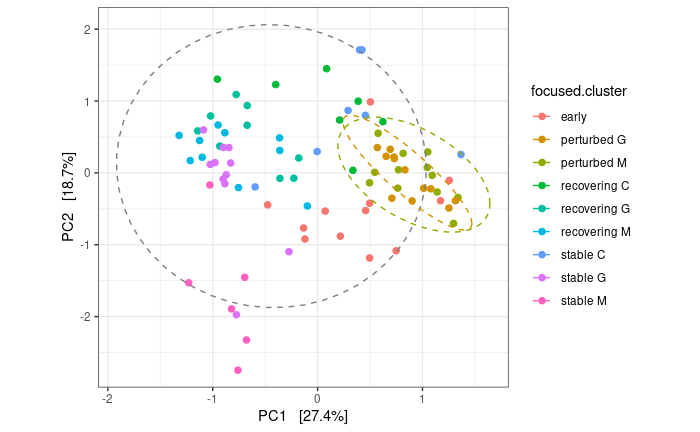 2
1
0
-1
-2
PC2 [18.7%]
-2
-1
0
1
PC1 [27.4%]
focused.cluster
early
perturbed G
perturbed M
recovering C
recovering G
recovering M
stable C
stable G
stable M